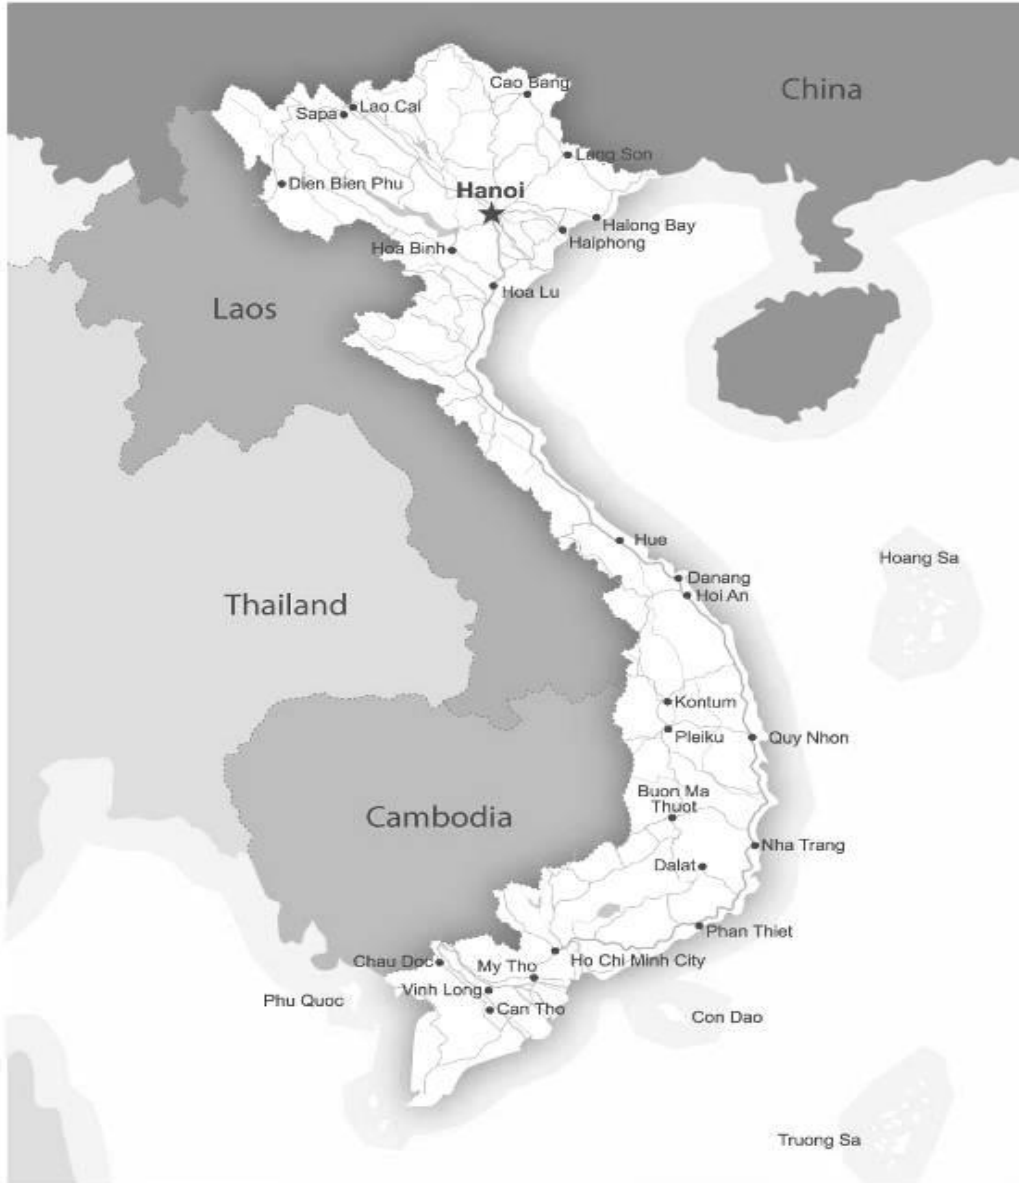 China
Cao Bang
Lao Cai
Sapa
Lang Son
Dien Bien Phu
Hanoi
Halong Bay
Haiphong
Hoa Binh
Hoa Lu
Laos
Hue
Hoang Sa
Danang
Hoi An
Thailand
Kontum
Pleiku
Quy Nhon
Buon Ma
Thuot
Cambodia
Nha Trang
Dalat
Phan Thiet
Chau Doc
My Tho
Ho Chi Minh City
Vinh Long
Phu Quoc
Can Tho
Con Dao
Truong Sa